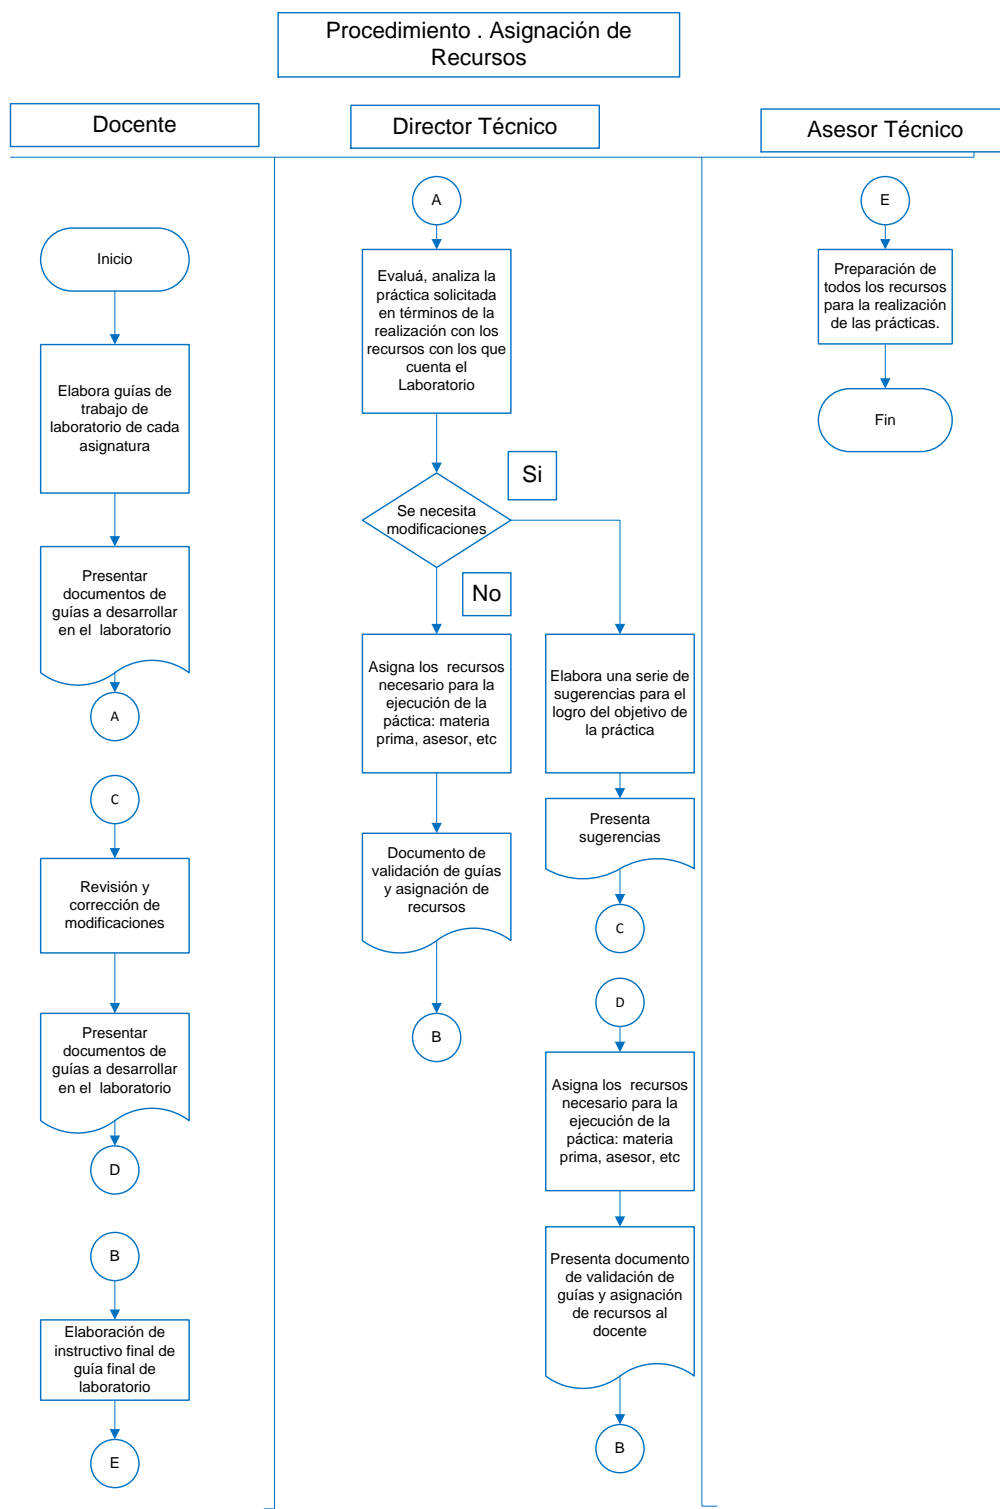 Procedimiento . Asignación de
Recursos
Docente
Director Técnico
Asesor Técnico
Inicio
Elabora guías de
trabajo de
laboratorio de cada
asignatura
Presentar
documentos de
guías a desarrollar
en el laboratorio
A
C
Revisión y
corrección de
modificaciones
Presentar
documentos de
guías a desarrollar
en el laboratorio
D
B
Elaboración de
instructivo final de
guía final de
laboratorio
E
A
Evaluá, analiza la
práctica solicitada
en términos de la
realización con los
recursos con los que
cuenta el
Laboratorio
Se necesita
modificaciones
Si
No
Asigna los recursos
necesario para la
ejecución de la
páctica: materia
prima, asesor, etc
Documento de
validación de guías
y asignación de
recursos
B
Elabora una serie de
sugerencias para el
logro del objetivo de
la práctica
Presenta
sugerencias
C
D
Asigna los recursos
necesario para la
ejecución de la
páctica: materia
prima, asesor, etc
Presenta documento
de validación de
guías y asignación
de recursos al
docente
B
E
Preparación de
todos los recursos
para la realización
de las prácticas.
Fin